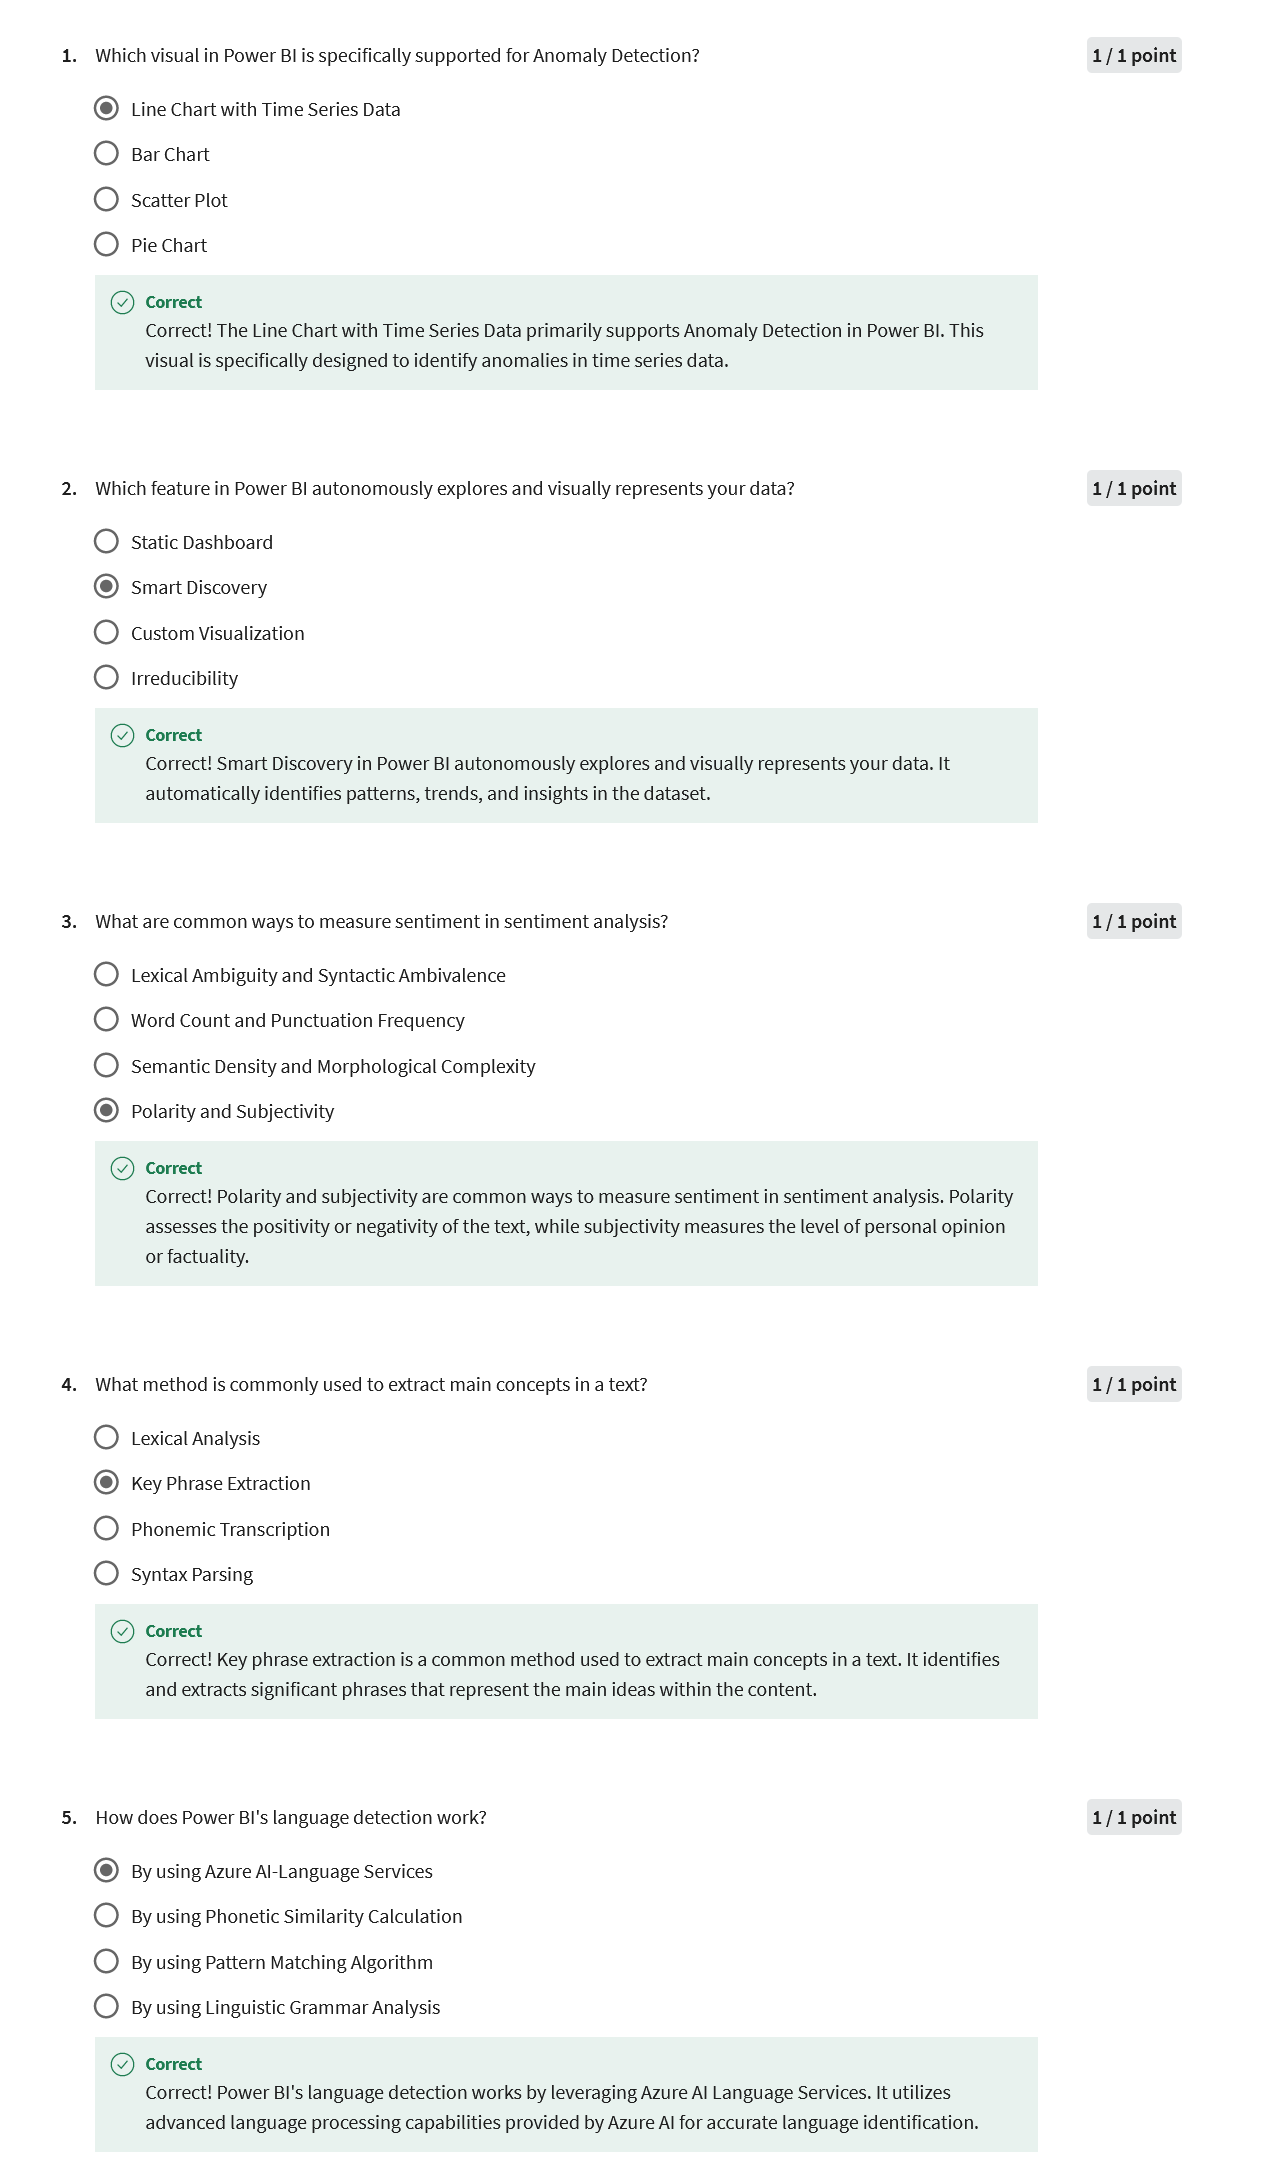 1. Which visual in Power BI is specifically supported for Anomaly Detection?
1 / 1 point
Line Chart with Time Series Data
Bar Chart
Scatter Plot
Pie Chart
Correct
Correct! The Line Chart with Time Series Data primarily supports Anomaly Detection in Power BI. This
visual is specifically designed to identify anomalies in time series data.
2. Which feature in Power BI autonomously explores and visually represents your data?
1 / 1 point
Static Dashboard
Smart Discovery
Custom Visualization
Irreducibility
Correct
Correct! Smart Discovery in Power BI autonomously explores and visually represents your data. It
automatically identifies patterns, trends, and insights in the dataset.
3. What are common ways to measure sentiment in sentiment analysis?
1 / 1 point
Lexical Ambiguity and Syntactic Ambivalence
Word Count and Punctuation Frequency
Semantic Density and Morphological Complexity
Polarity and Subjectivity
Correct
Correct! Polarity and subjectivity are common ways to measure sentiment in sentiment analysis. Polarity
assesses the positivity or negativity of the text, while subjectivity measures the level of personal opinion
or factuality.
4. What method is commonly used to extract main concepts in a text?
1 / 1 point
Lexical Analysis
Key Phrase Extraction
Phonemic Transcription
Syntax Parsing
Correct
Correct! Key phrase extraction is a common method used to extract main concepts in a text. It identifies
and extracts significant phrases that represent the main ideas within the content.
5. How does Power BI's language detection work?
1 / 1 point
By using Azure AI-Language Services
By using Phonetic Similarity Calculation
By using Pattern Matching Algorithm
By using Linguistic Grammar Analysis
Correct
Correct! Power BI's language detection works by leveraging Azure AI Language Services. It utilizes
advanced language processing capabilities provided by Azure AI for accurate language identification.